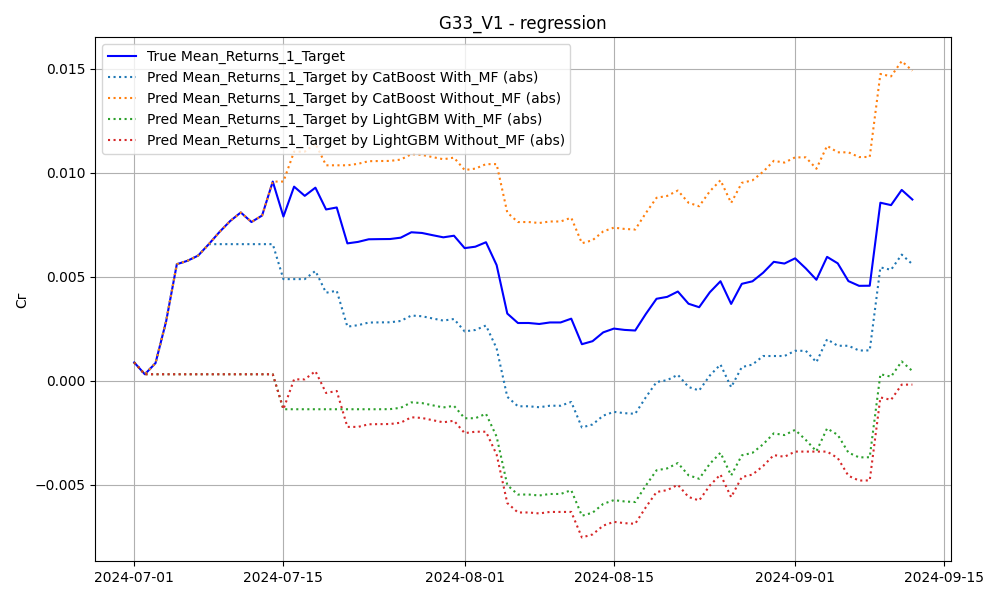 G33_V1 - regression
True Mean_Returns_1_Target
Pred Mean_Returns_1_Target by CatBoost With_MF (abs)
Pred Mean_Returns_1_Target by CatBoost Without_MF (abs)
Pred Mean_Returns_1_Target by LightGBM With_MF (abs)
Pred Mean_Returns_1_Target by LightGBM Without_MF (abs)
0.015
0.010
0.005
0.000
−0.005
Cr
2024-07-01
2024-07-15
2024-08-01
2024-08-15
2024-09-01
2024-09-15